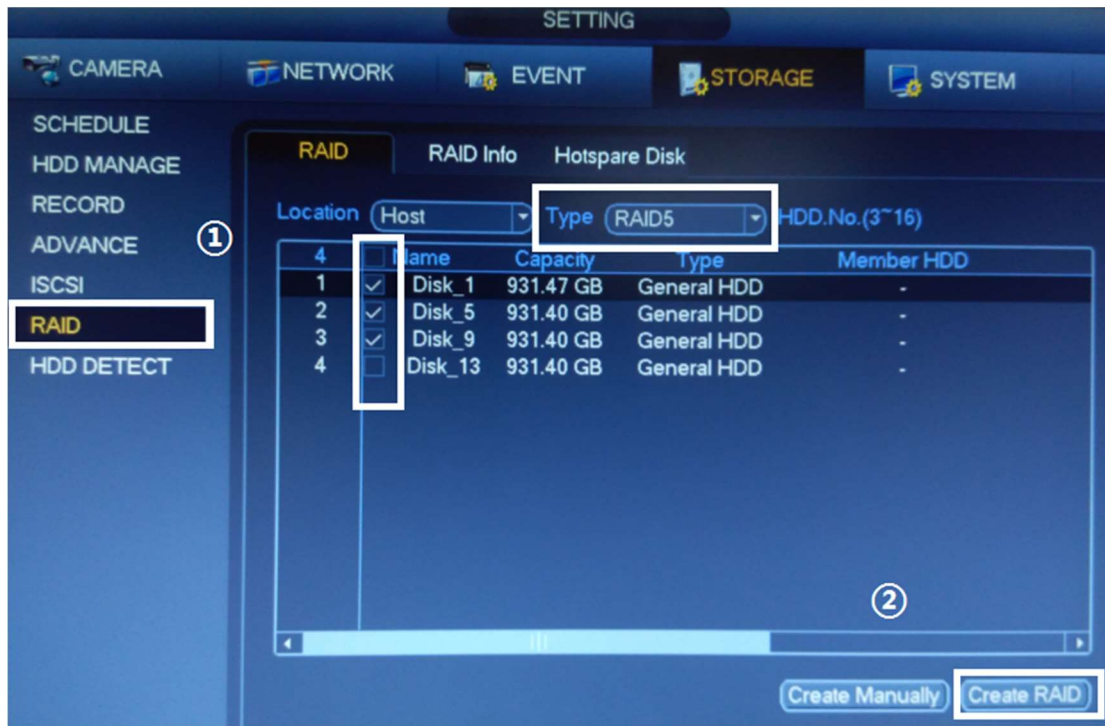 SETTING
CAMERA NETWORK EVENT STORAGE SYSTEM
SCHEDULE
HDD MANAGE
RECORD
ADVANCE
ISCSI
RAID
HDD DETECT
①
RAID RAID Info Hotspare Disk
Location Host Type RAID5 HDD.No.(3~16)
4 Name Capacity Type Member HDD
1 Disk_1 931.47 GB General HDD -
2 Disk_5 931.40 GB General HDD -
3 Disk_9 931.40 GB General HDD -
4 Disk_13 931.40 GB General HDD -
②
Create Manually Create RAID